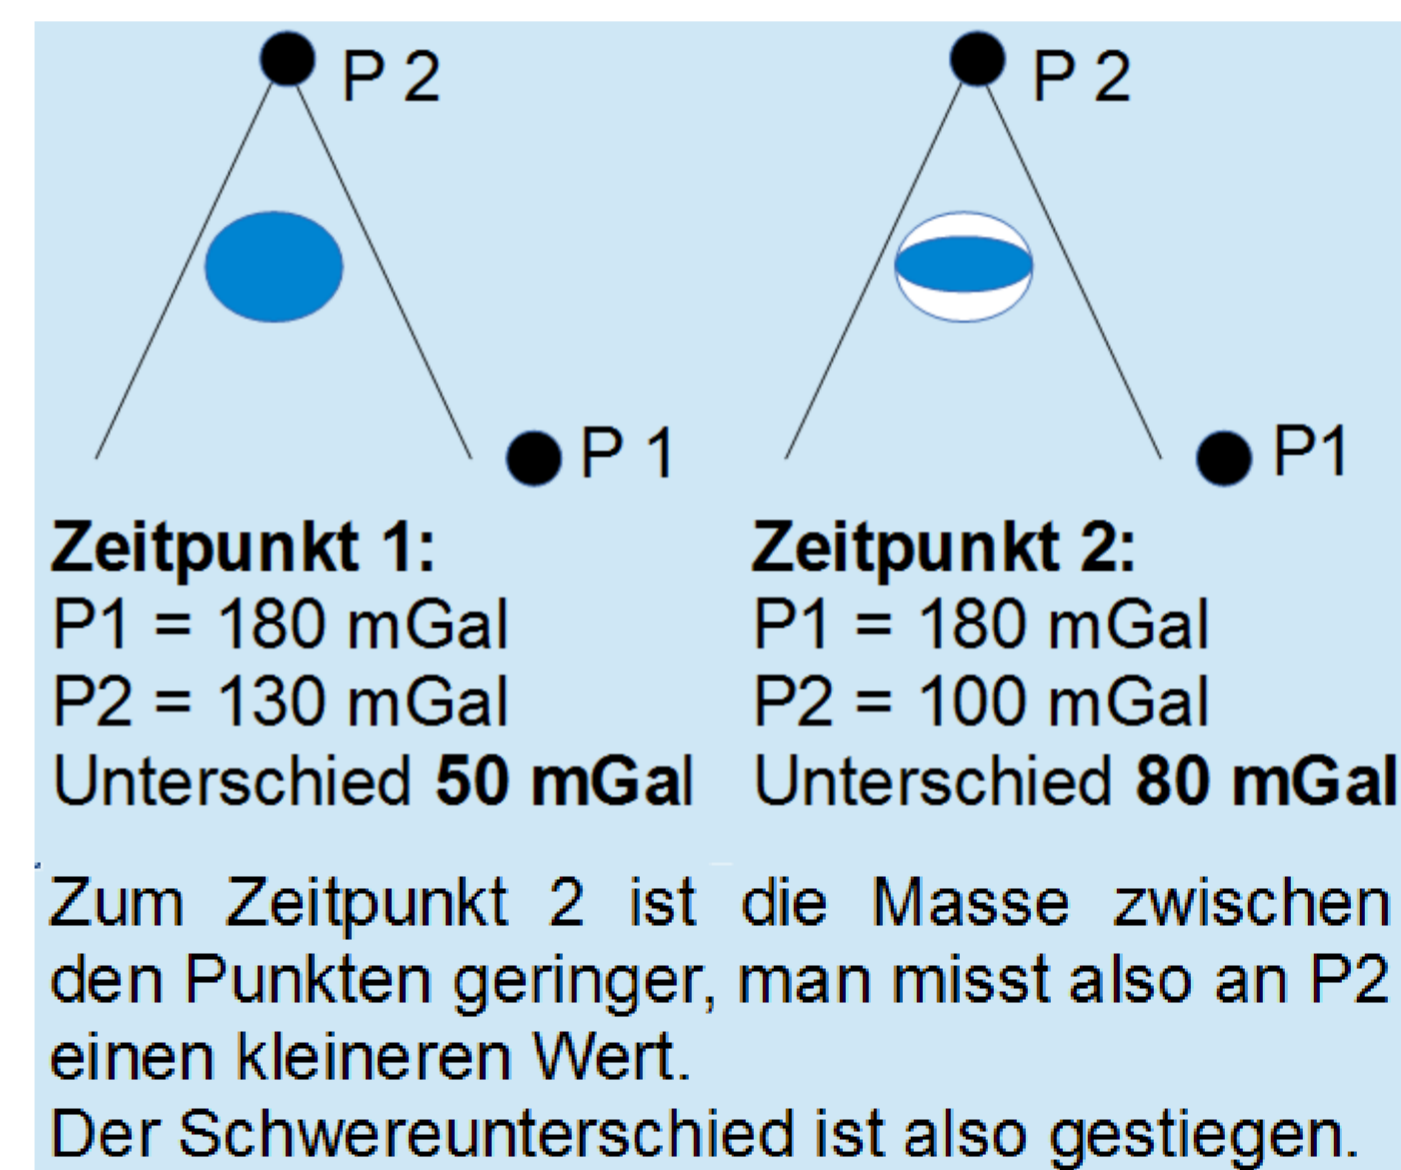 P 2
P 2
P 1
P1
Zeitpunkt 1:
P1 = 180 mGal
P2 = 130 mGal
Unterschied 50 mGal
Zeitpunkt 2:
P1 = 180 mGal
P2 = 100 mGal
Unterschied 80 mGal
Zum Zeitpunkt 2 ist die Masse zwischen
den Punkten geringer, man misst also an P2
einen kleineren Wert.
Der Schwereunterschied ist also gestiegen.